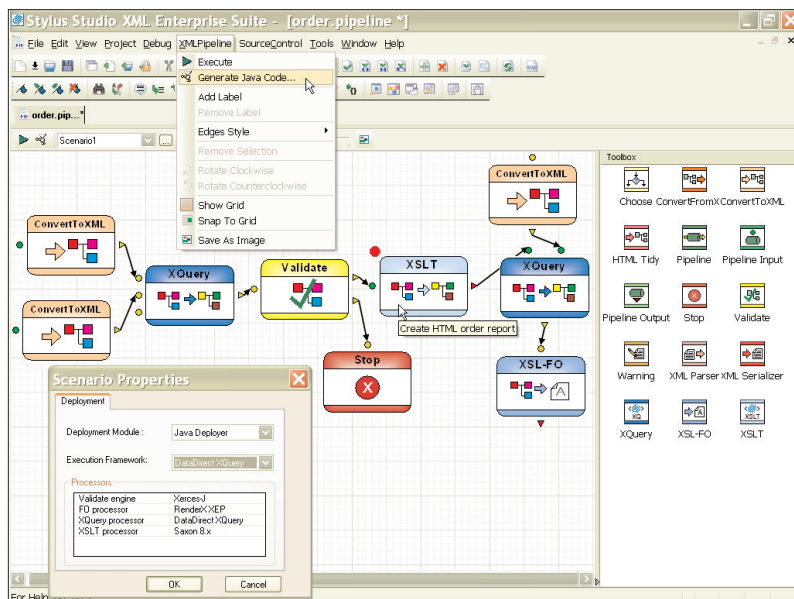 Stylus Studio XML Enterprise Suite - [order.pipeline *]
File Edit View Project Debug XMLPipeline SourceControl Tools Window Help
Execute
Generate Java Code...
Add Label
Remove Label
Edges Style
Remove Selection
Rotate Clockwise
Rotate Counterclockwise
Show Grid
Snap To Grid
Save As Image
order.pip...*
Scenario1
ConvertToXML
ConvertToXML
XQuery
Validate
Stop
XSLT
Create HTML order report
ConvertToXML
XQuery
XSL-FO
Toolbox
Choose ConvertFromX ConvertToXML
HTML Tidy Pipeline Pipeline Input
Pipeline Output Stop Validate
Warning XML Parser XML Serializer
XQuery XSL-FO XSLT
Scenario Properties
Deployment
Deployment Module : Java Deployer
Execution Framework: DataDirect XQuery
Processors
Validate engine XercesJ
FO processor RenderX XEP
XQuery processor DataDirect XQuery
XSLT processor Saxon 8.x
OK Cancel
For Help